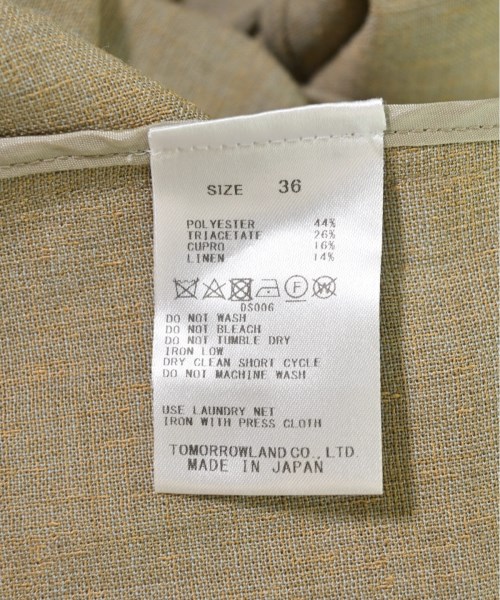 SIZE 36
POLYESTER 44%
TRIACETATE 26%
CUPRO 16%
LINEN 14%
F W
DS006
DO NOT WASH
DO NOT BLEACH
DO NOT TUMBLE DRY
IRON LOW
DRY CLEAN SHORT CYCLE
DO NOT MACHINE WASH
USE LAUNDRY NET
IRON WITH PRESS CLOTH
TOMORROWLAND CO., LTD.
MADE IN JAPAN